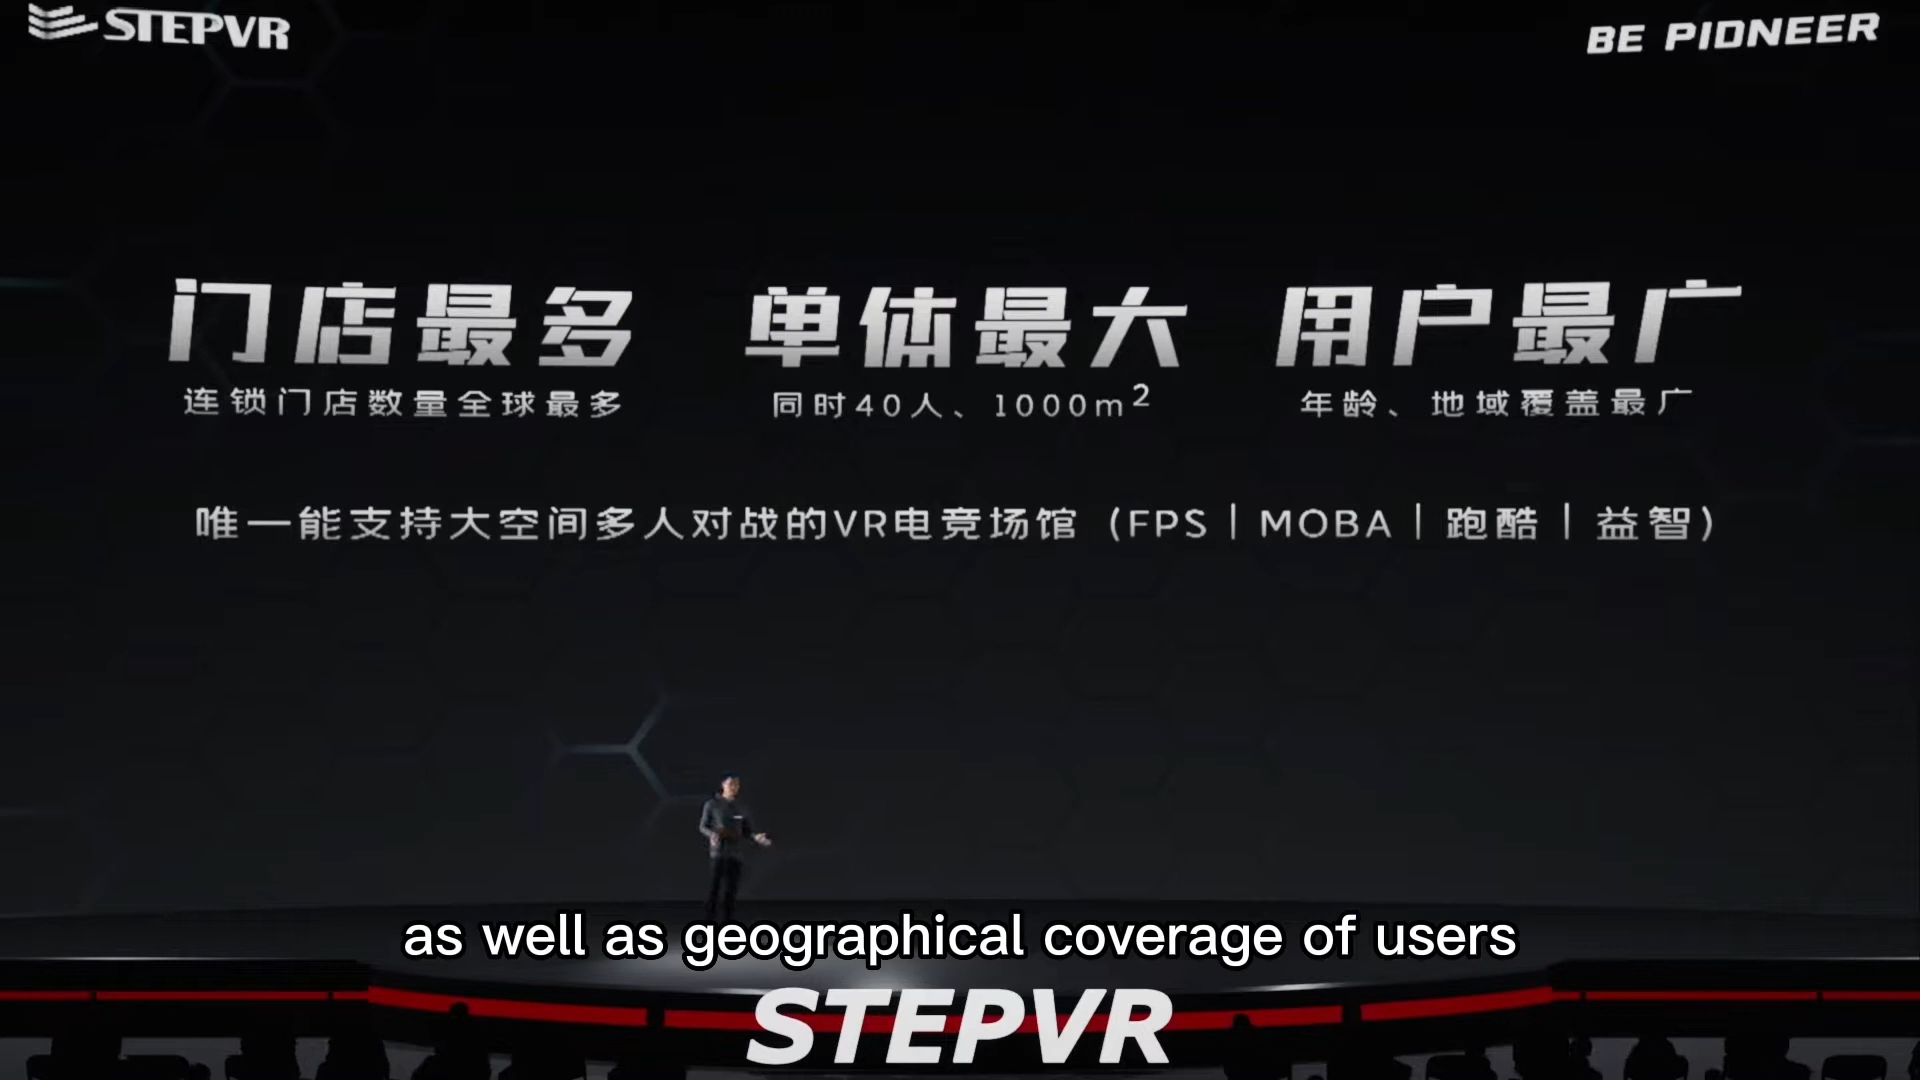 STEPVR
BE PIONEER
门店最多 单体最大 用户最广
连锁门店数量全球最多 同时40人、1000m² 年龄、地域覆盖最广
唯一能支持大空间多人对战的VR电竞场馆(FPS|MOBA|跑酷|益智)
as well as geographical coverage of users
STEPVR